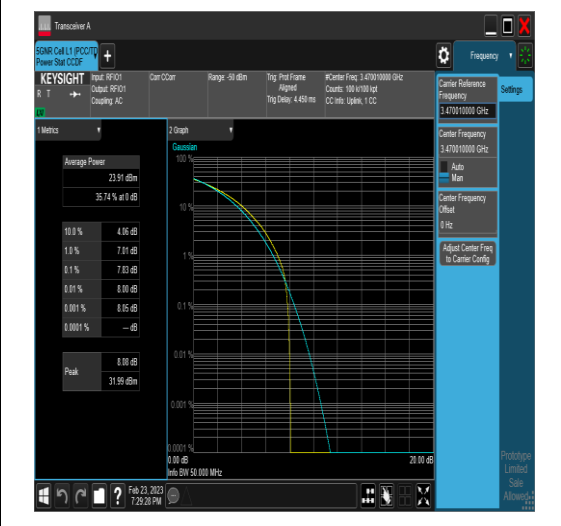 Transceiver A
5GNR Cell L1 (PCC/TD
Power Stat CCDF
Frequency
KEYSIGHT
R T
LXI
Input: RFIO1
Output: RFIO1
Coupling: AC
Corr CCorr
Range -50 dBm
Trig: Prot Frame
Aligned
Trig Delay: 4.450 ms
#Center Freq: 3.470010000 GHz
Counts: 100 k/100 kpt
CC Info: Uplink, 1 CC
Carrier Reference
Frequency
3.470010000 GHz
Settings
Center Frequency
3.470010000 GHz
Auto
Man
Center Frequency
Offset
0 Hz
Adjust Center Freq
to Carrier Config
1 Metrics
Average Power
23.91 dBm
35.74 % at 0 dB
10.0 % 4.06 dB
1.0 % 7.01 dB
0.1 % 7.83 dB
0.01 % 8.00 dB
0.001 % 8.05 dB
0.0001 % --- dB
Peak
8.08 dB
31.99 dBm
2 Graph
Gaussian
100 %
10 %
1 %
0.1 %
0.01 %
0.001 %
0.0001 %
0.00 dB
20.00 dB
Info BW 50.000 MHz
Prototype
Limited
Sale
Allowed
?
Feb 23, 2023
7:29:28 PM